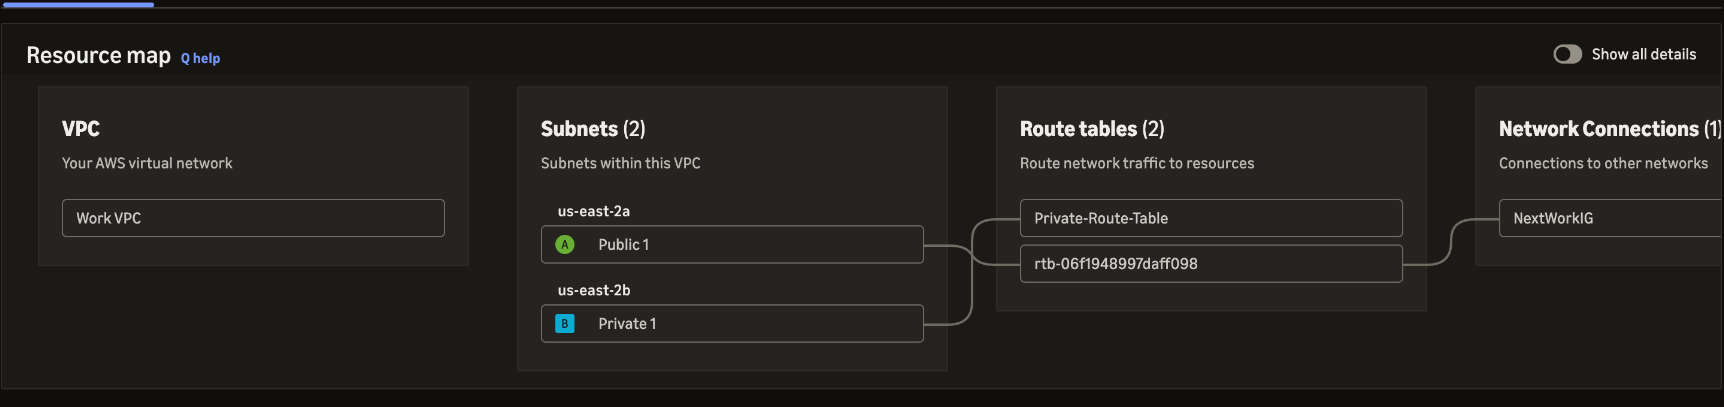 Resource map Q help
Show all details
VPC
Your AWS virtual network
Work VPC
Subnets (2)
Subnets within this VPC
us-east-2a
A Public 1
us-east-2b
B Private 1
Route tables (2)
Route network traffic to resources
Private-Route-Table
rtb-06f1948997daff098
Network Connections (1)
Connections to other networks
NextWorkIG